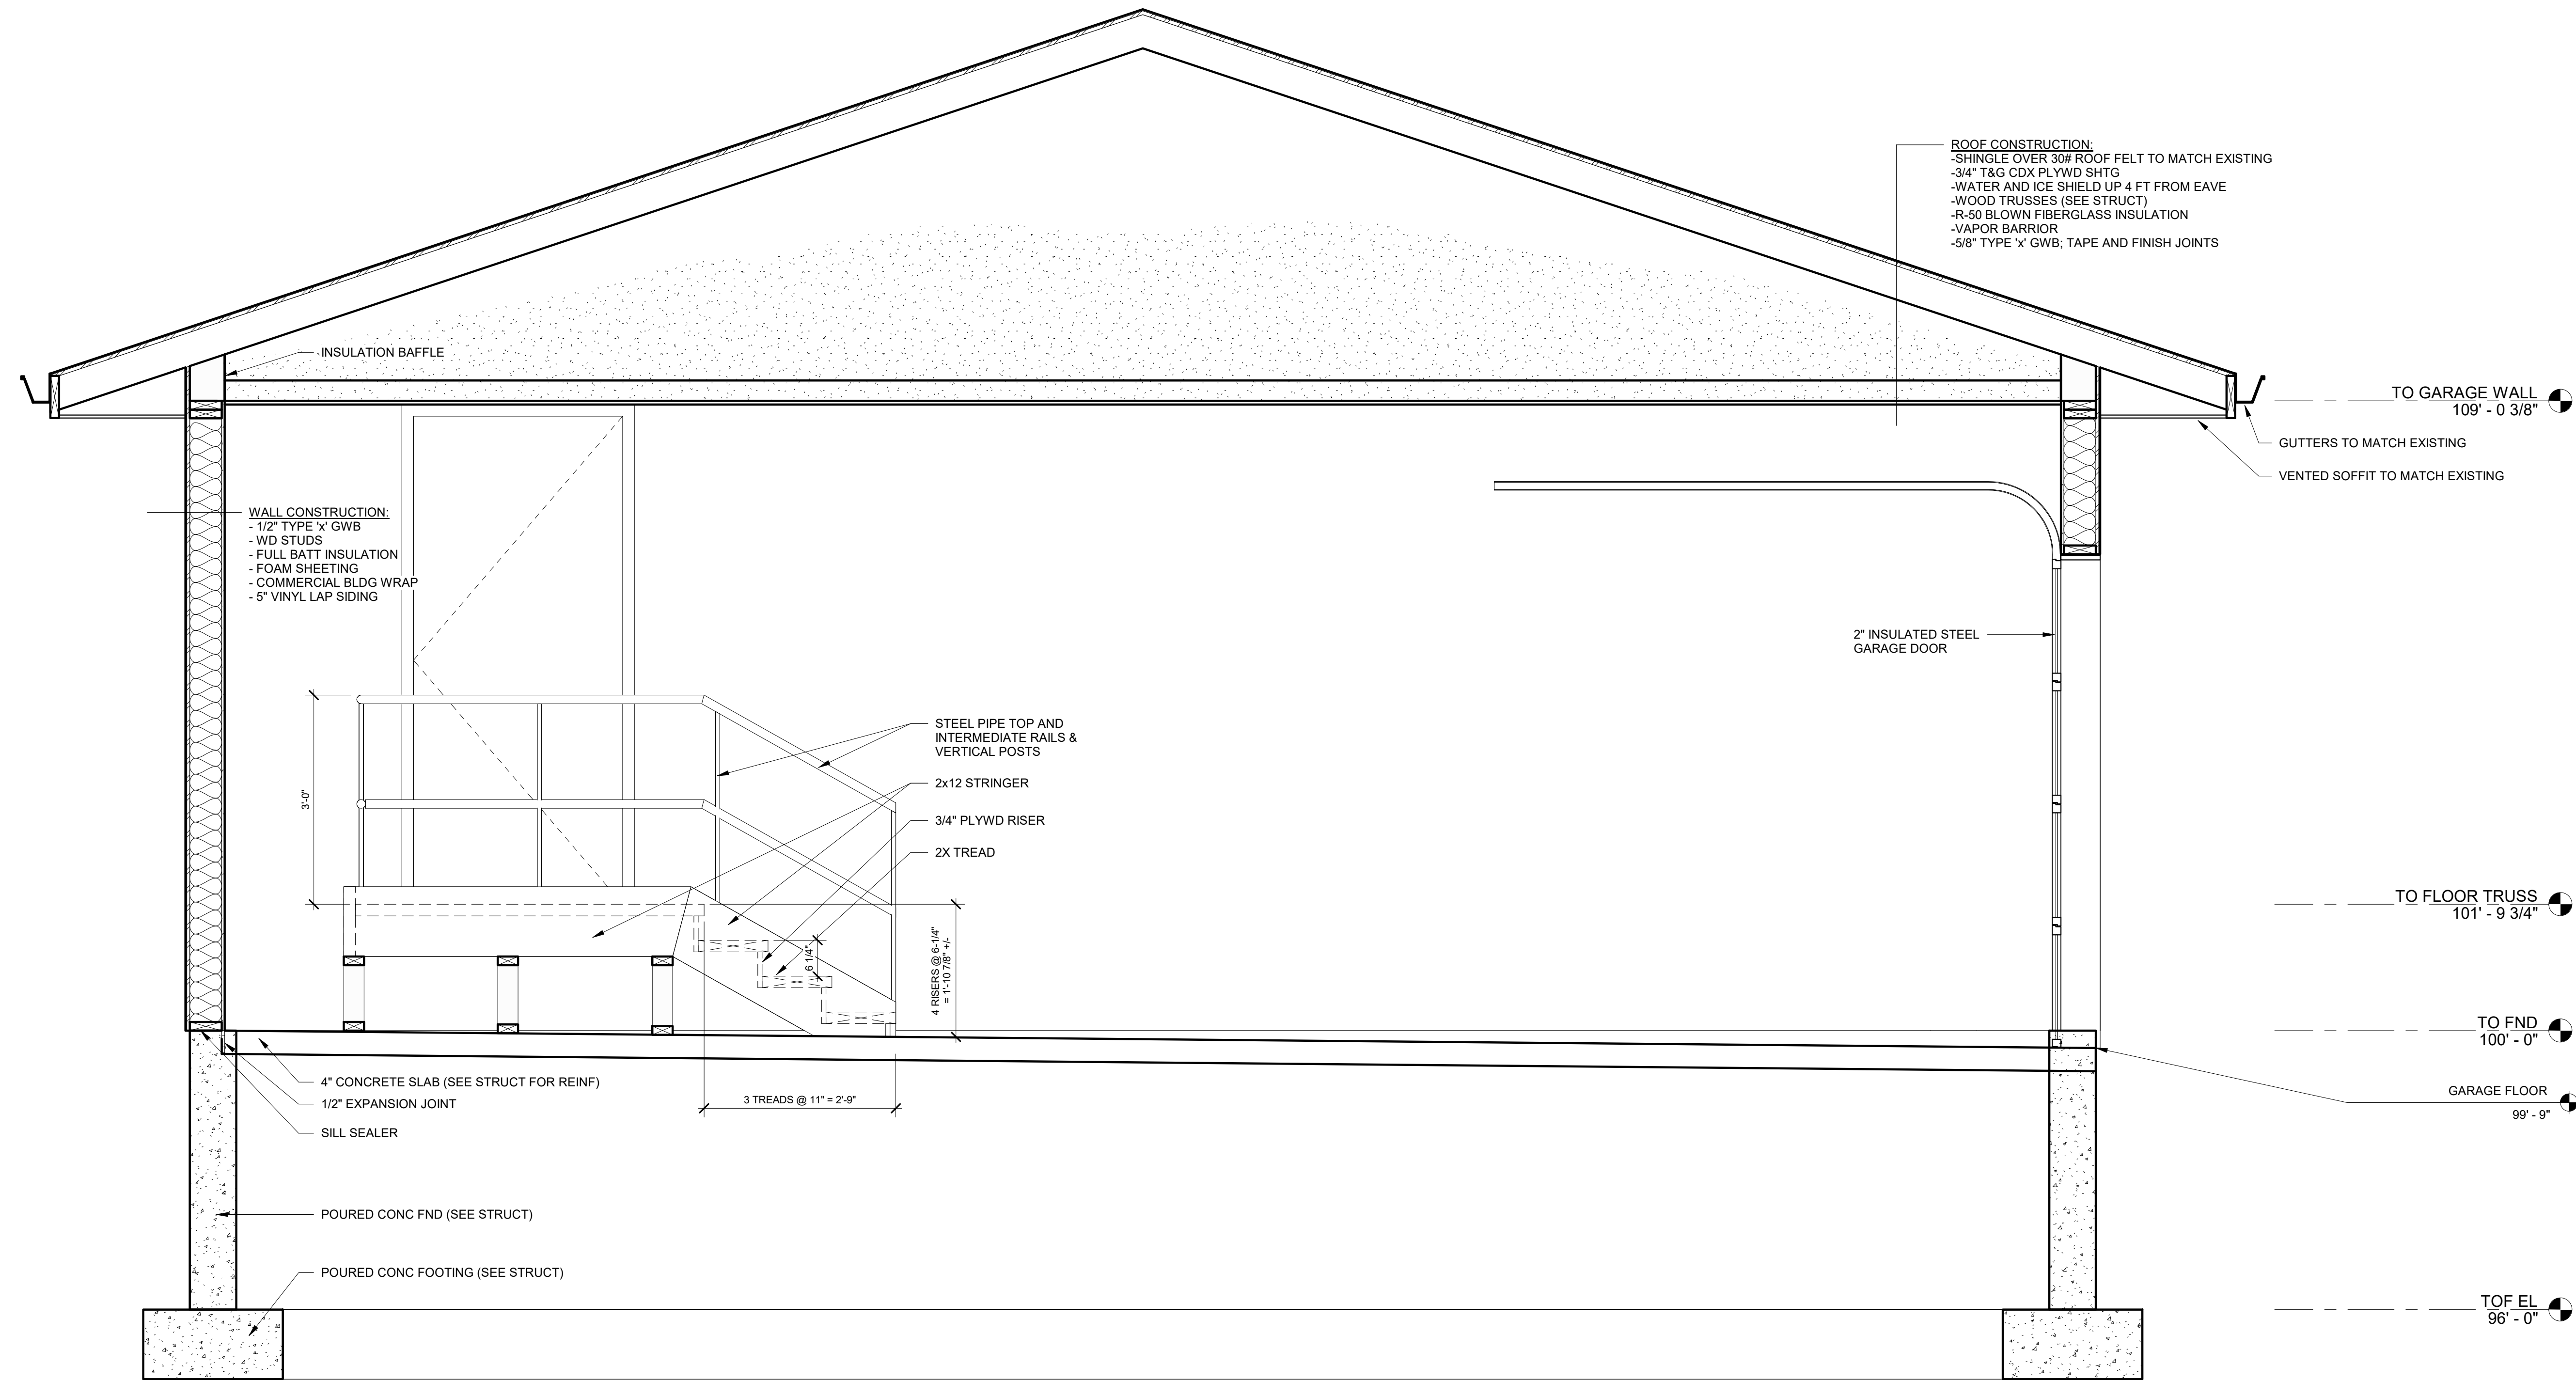 ROOF CONSTRUCTION:
-SHINGLE OVER 30# ROOF FELT TO MATCH EXISTING
-3/4" T&G CDX PLYWD SHTG
-WATER AND ICE SHIELD UP 4 FT FROM EAVE
-WOOD TRUSSES (SEE STRUCT)
-R-50 BLOWN FIBERGLASS INSULATION
-VAPOR BARRIOR
-5/8" TYPE 'x' GWB; TAPE AND FINISH JOINTS
INSULATION BAFFLE
TO GARAGE WALL
109' - 0 3/8"
GUTTERS TO MATCH EXISTING
VENTED SOFFIT TO MATCH EXISTING
WALL CONSTRUCTION:
- 1/2" TYPE 'x' GWB
- WD STUDS
- FULL BATT INSULATION
- FOAM SHEETING
- COMMERCIAL BLDG WRAP
- 5" VINYL LAP SIDING
2" INSULATED STEEL
GARAGE DOOR
STEEL PIPE TOP AND
INTERMEDIATE RAILS &
VERTICAL POSTS
2x12 STRINGER
3'-0"
3/4" PLYWD RISER
2X TREAD
TO FLOOR TRUSS
101' - 9 3/4"
6 1/4"
4 RISERS @ 6-1/4"
= 1'-10 7/8" +/-
TO FND
100' - 0"
4" CONCRETE SLAB (SEE STRUCT FOR REINF)
3 TREADS @ 11" = 2'-9"
1/2" EXPANSION JOINT
GARAGE FLOOR
99' - 9"
SILL SEALER
POURED CONC FND (SEE STRUCT)
POURED CONC FOOTING (SEE STRUCT)
TOF EL
96' - 0"